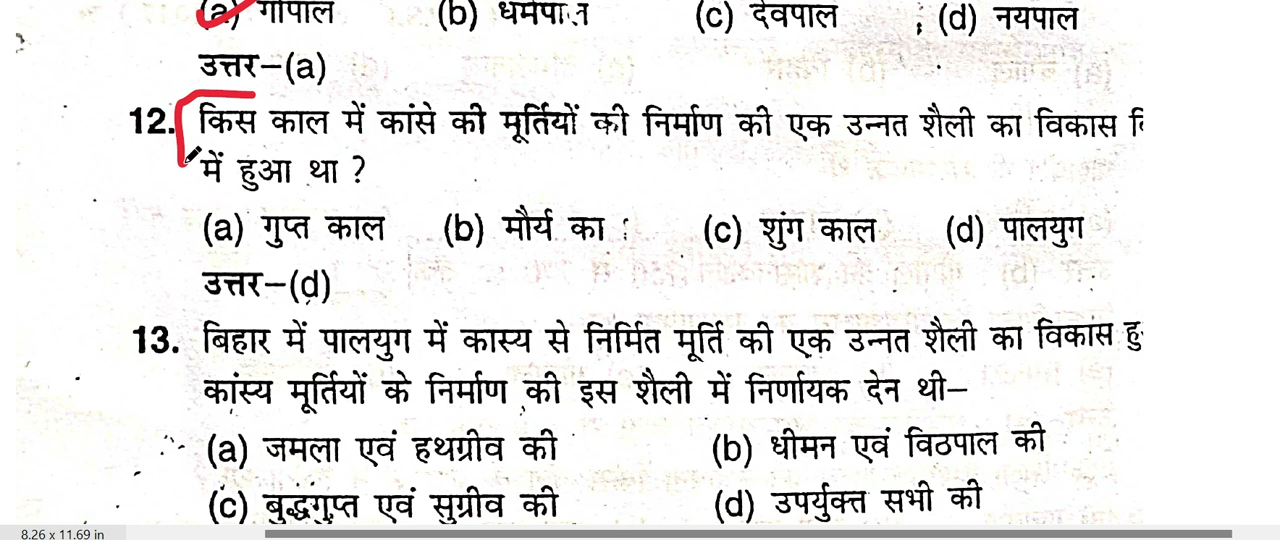 (a) गोपाल (b) धर्मपाल (c) देवपाल (d) नयपाल
उत्तर–(a)
12. किस काल में कांसे की मूर्तियों की निर्माण की एक उन्नत शैली का विकास
में हुआ था ?
(a) गुप्त काल (b) मौर्य का (c) शुंग काल (d) पालयुग
उत्तर–(d)
13. बिहार में पालयुग में कास्य से निर्मित मूर्ति की एक उन्नत शैली का विकास
कांस्य मूर्तियों के निर्माण की इस शैली में निर्णायक देन थी–
(a) जमला एवं हथग्रीव की (b) धीमन एवं विठपाल की
(c) बुद्धगुप्त एवं सुग्रीव की (d) उपर्युक्त सभी की
8.26 x 11.69 in